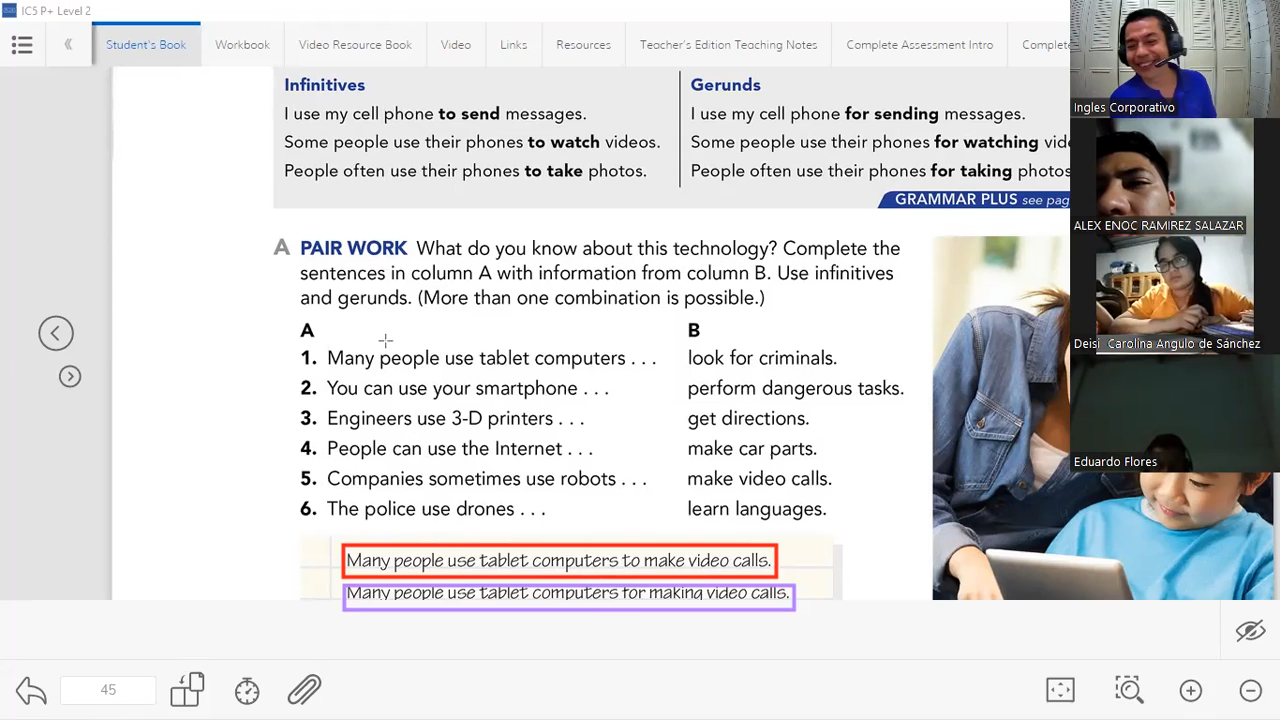 IC5 P+ Level 2
Student's Book
Workbook
Video Resource Book
Video
Links
Resources
Teacher's Edition Teaching Notes
Complete Assessment Intro
Complete
Infinitives
I use my cell phone to send messages.
Some people use their phones to watch videos.
People often use their phones to take photos.
Gerunds
I use my cell phone for sending messages.
Some people use their phones for watching vid
People often use their phones for taking photos
GRAMMAR PLUS see pag
A PAIR WORK What do you know about this technology? Complete the
sentences in column A with information from column B. Use infinitives
and gerunds. (More than one combination is possible.)
A
1. Many people use tablet computers . . .
2. You can use your smartphone . . .
3. Engineers use 3-D printers . . .
4. People can use the Internet . . .
5. Companies sometimes use robots . . .
6. The police use drones . . .
B
look for criminals.
perform dangerous tasks.
get directions.
make car parts.
make video calls.
learn languages.
Many people use tablet computers to make video calls.
Many people use tablet computers for making video calls.
45
Ingles Corporativo
ALEX ENOC RAMIREZ SALAZAR
Deisi Carolina Angulo de Sánchez
Eduardo Flores